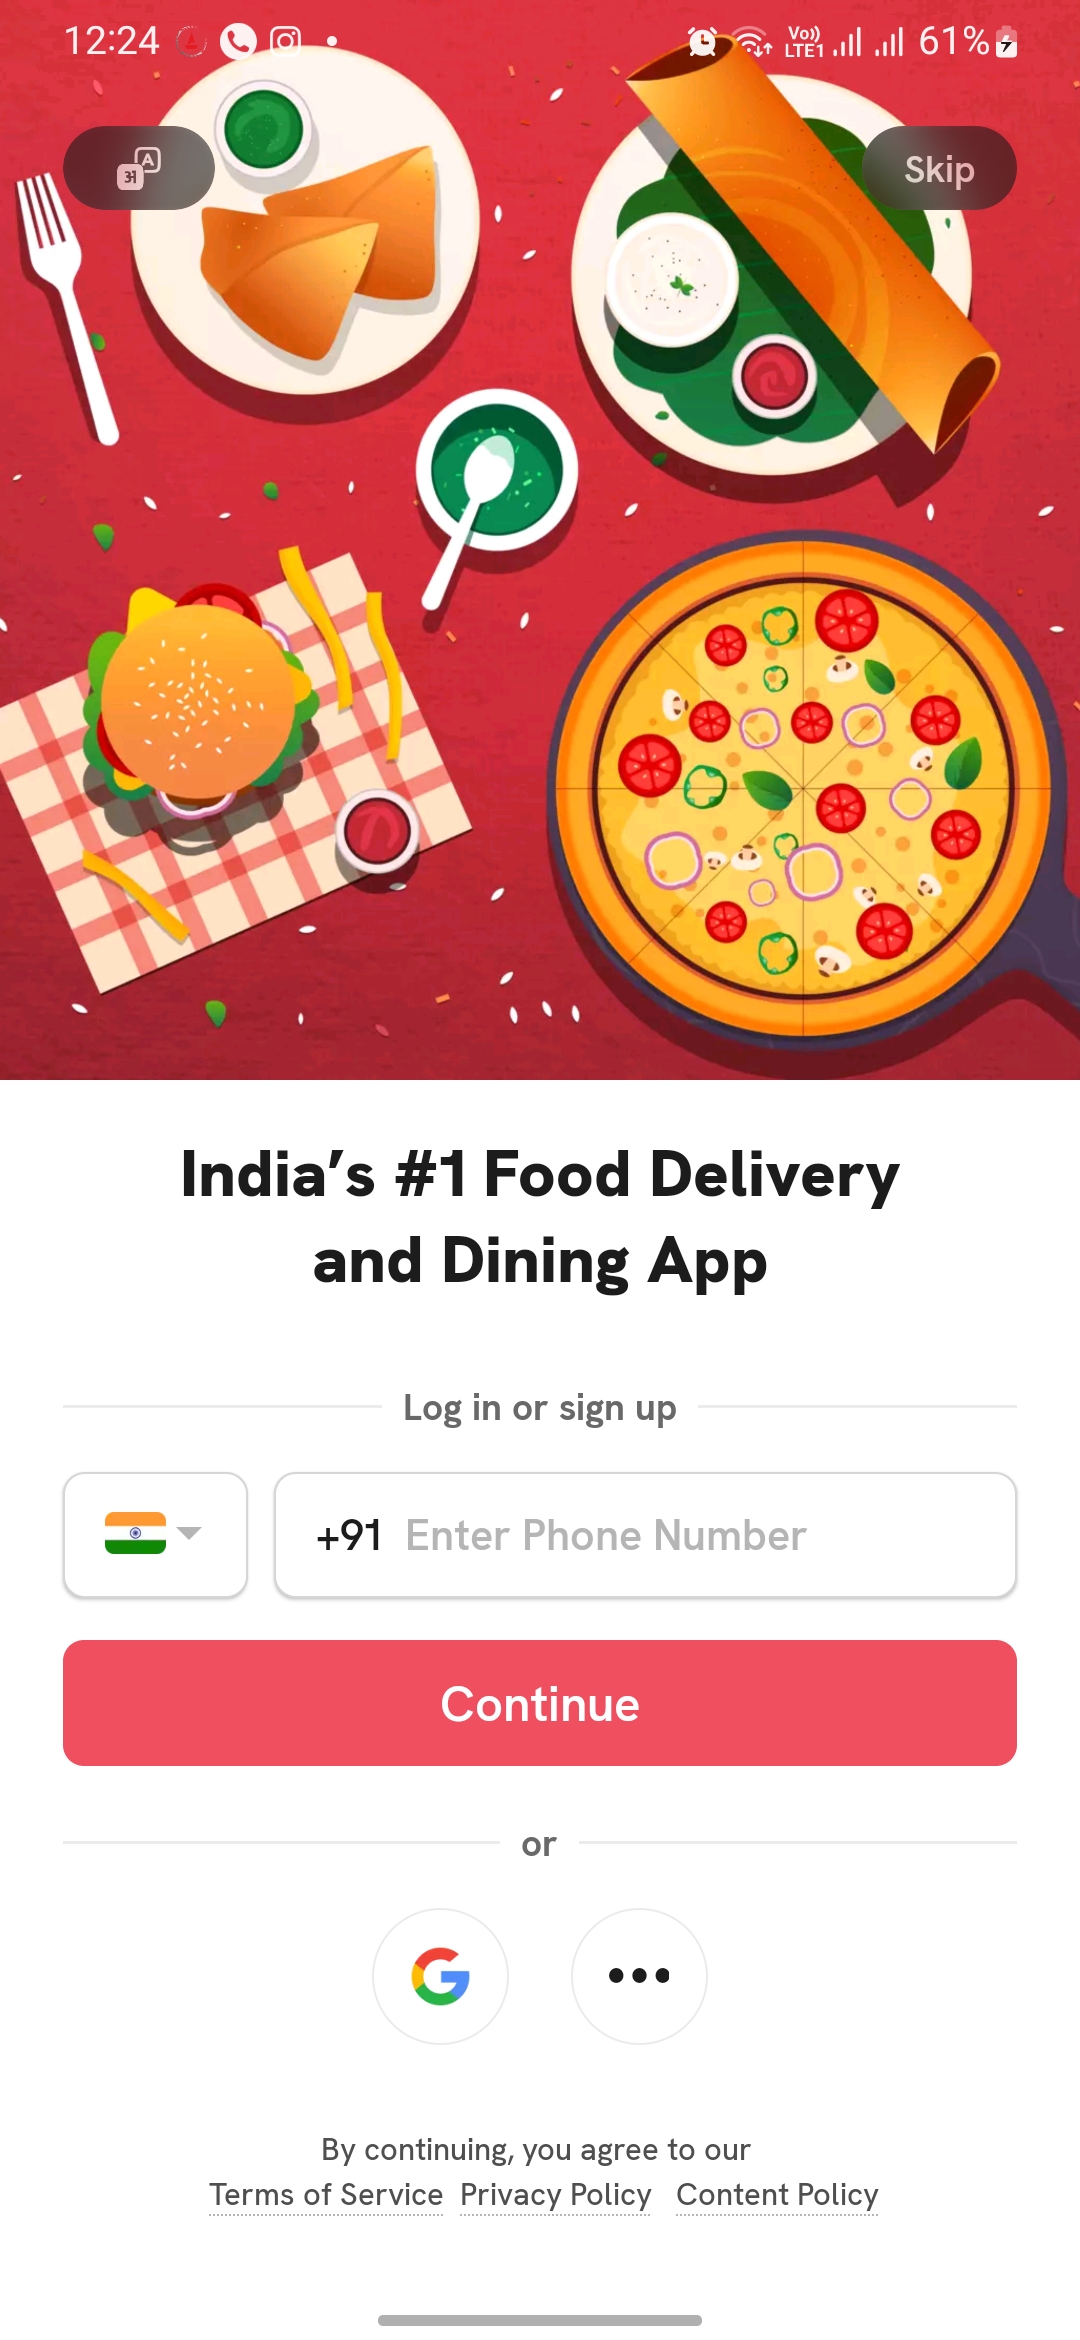 12:24
Vo))
LTE1
61%
A
अ
Skip
India’s #1 Food Delivery
and Dining App
Log in or sign up
+91 Enter Phone Number
Continue
or
By continuing, you agree to our
Terms of Service Privacy Policy Content Policy